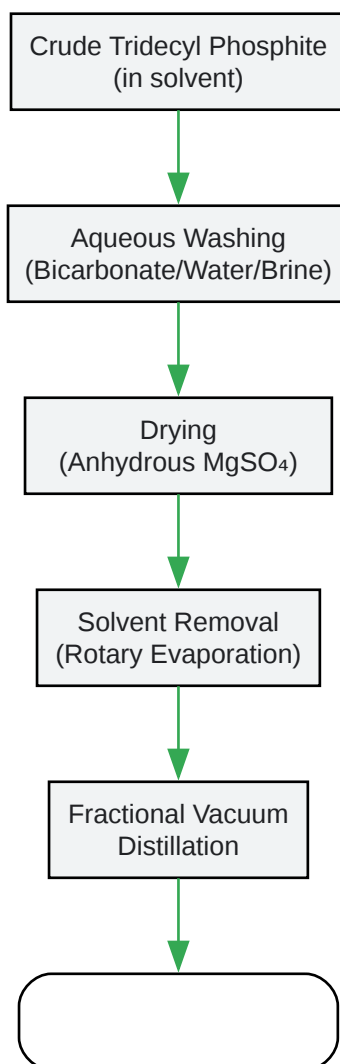 Crude Tridecyl Phosphite
(in solvent)
Aqueous Washing
(Bicarbonate/Water/Brine)
Drying
(Anhydrous MgSO₄)
Solvent Removal
(Rotary Evaporation)
Fractional Vacuum
Distillation